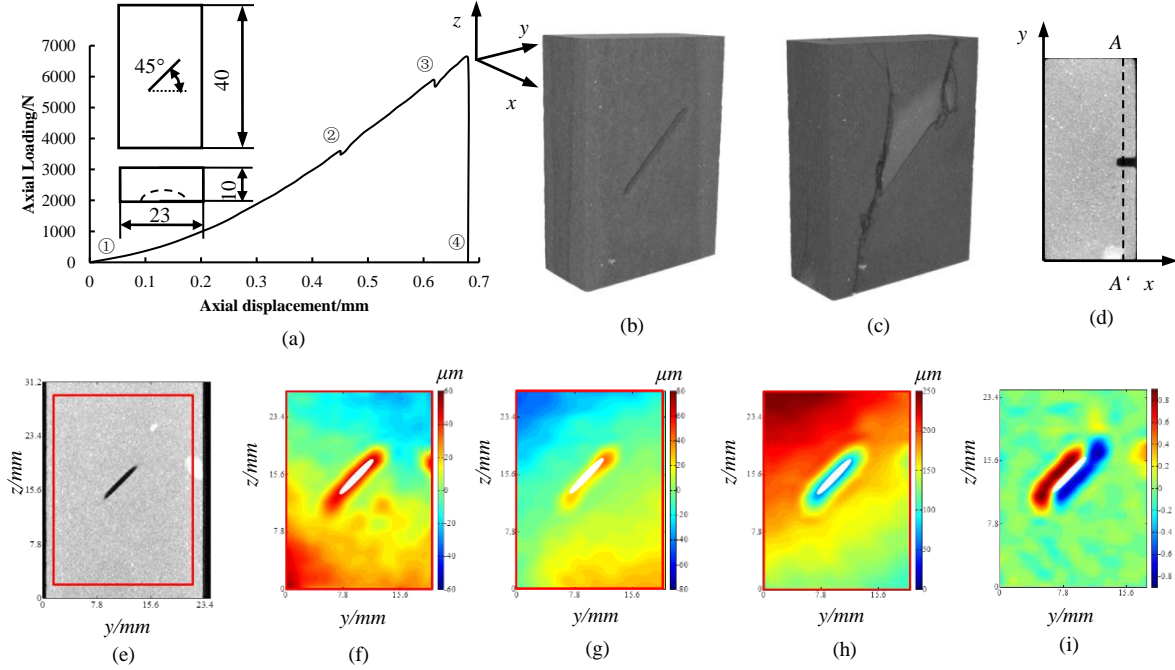 7000
6000
5000
4000
3000
2000
1000
0
Axial Loading/N
0
0.1
0.2
0.3
0.4
0.5
0.6
0.7
Axial displacement/mm
45°
40
10
23
①
②
③
④
(a)
z
y
x
(b)
(c)
y
A
A‘
x
(d)
31.2
23.4
15.6
7.8
0
0
7.8
15.6
23.4
z/mm
y/mm
(e)
μm
60
40
20
0
-20
-40
-60
23.4
15.6
7.8
0
0
7.8
15.6
z/mm
y/mm
(f)
μm
80
60
40
20
0
-20
-40
-60
-80
23.4
15.6
7.8
0
0
7.8
15.6
z/mm
y/mm
(g)
μm
250
200
150
100
50
0
23.4
15.6
7.8
0
0
7.8
15.6
z/mm
y/mm
(h)
0.8
0.6
0.4
0.2
0
-0.2
-0.4
-0.6
-0.8
23.4
15.6
7.8
0
0
7.8
15.6
z/mm
y/mm
(i)